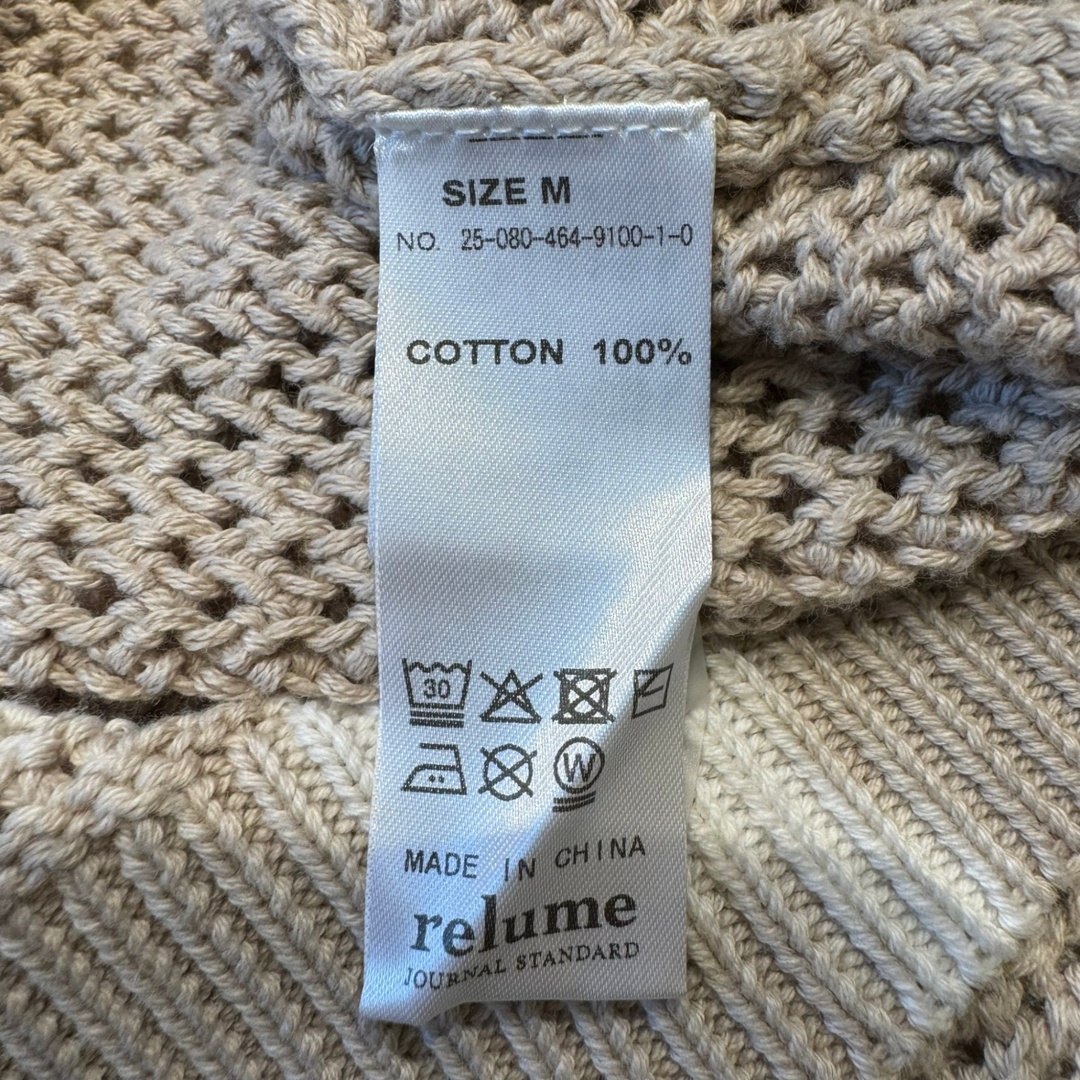 SIZE M
NO. 25-080-464-9100-1-0
COTTON 100%
30
W
MADE IN CHINA
relume
JOURNAL STANDARD